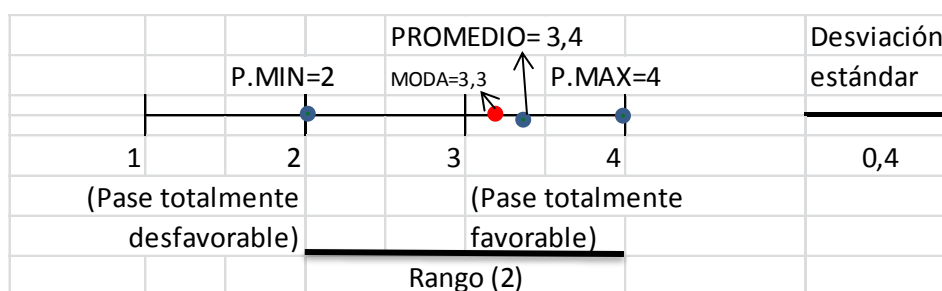 PROMEDIO= 3,4
Desviación
estándar
P.MIN=2
MODA=3,3
P.MAX=4
1 2 3 4
0,4
(Pase totalmente
desfavorable)
(Pase totalmente
favorable)
Rango (2)